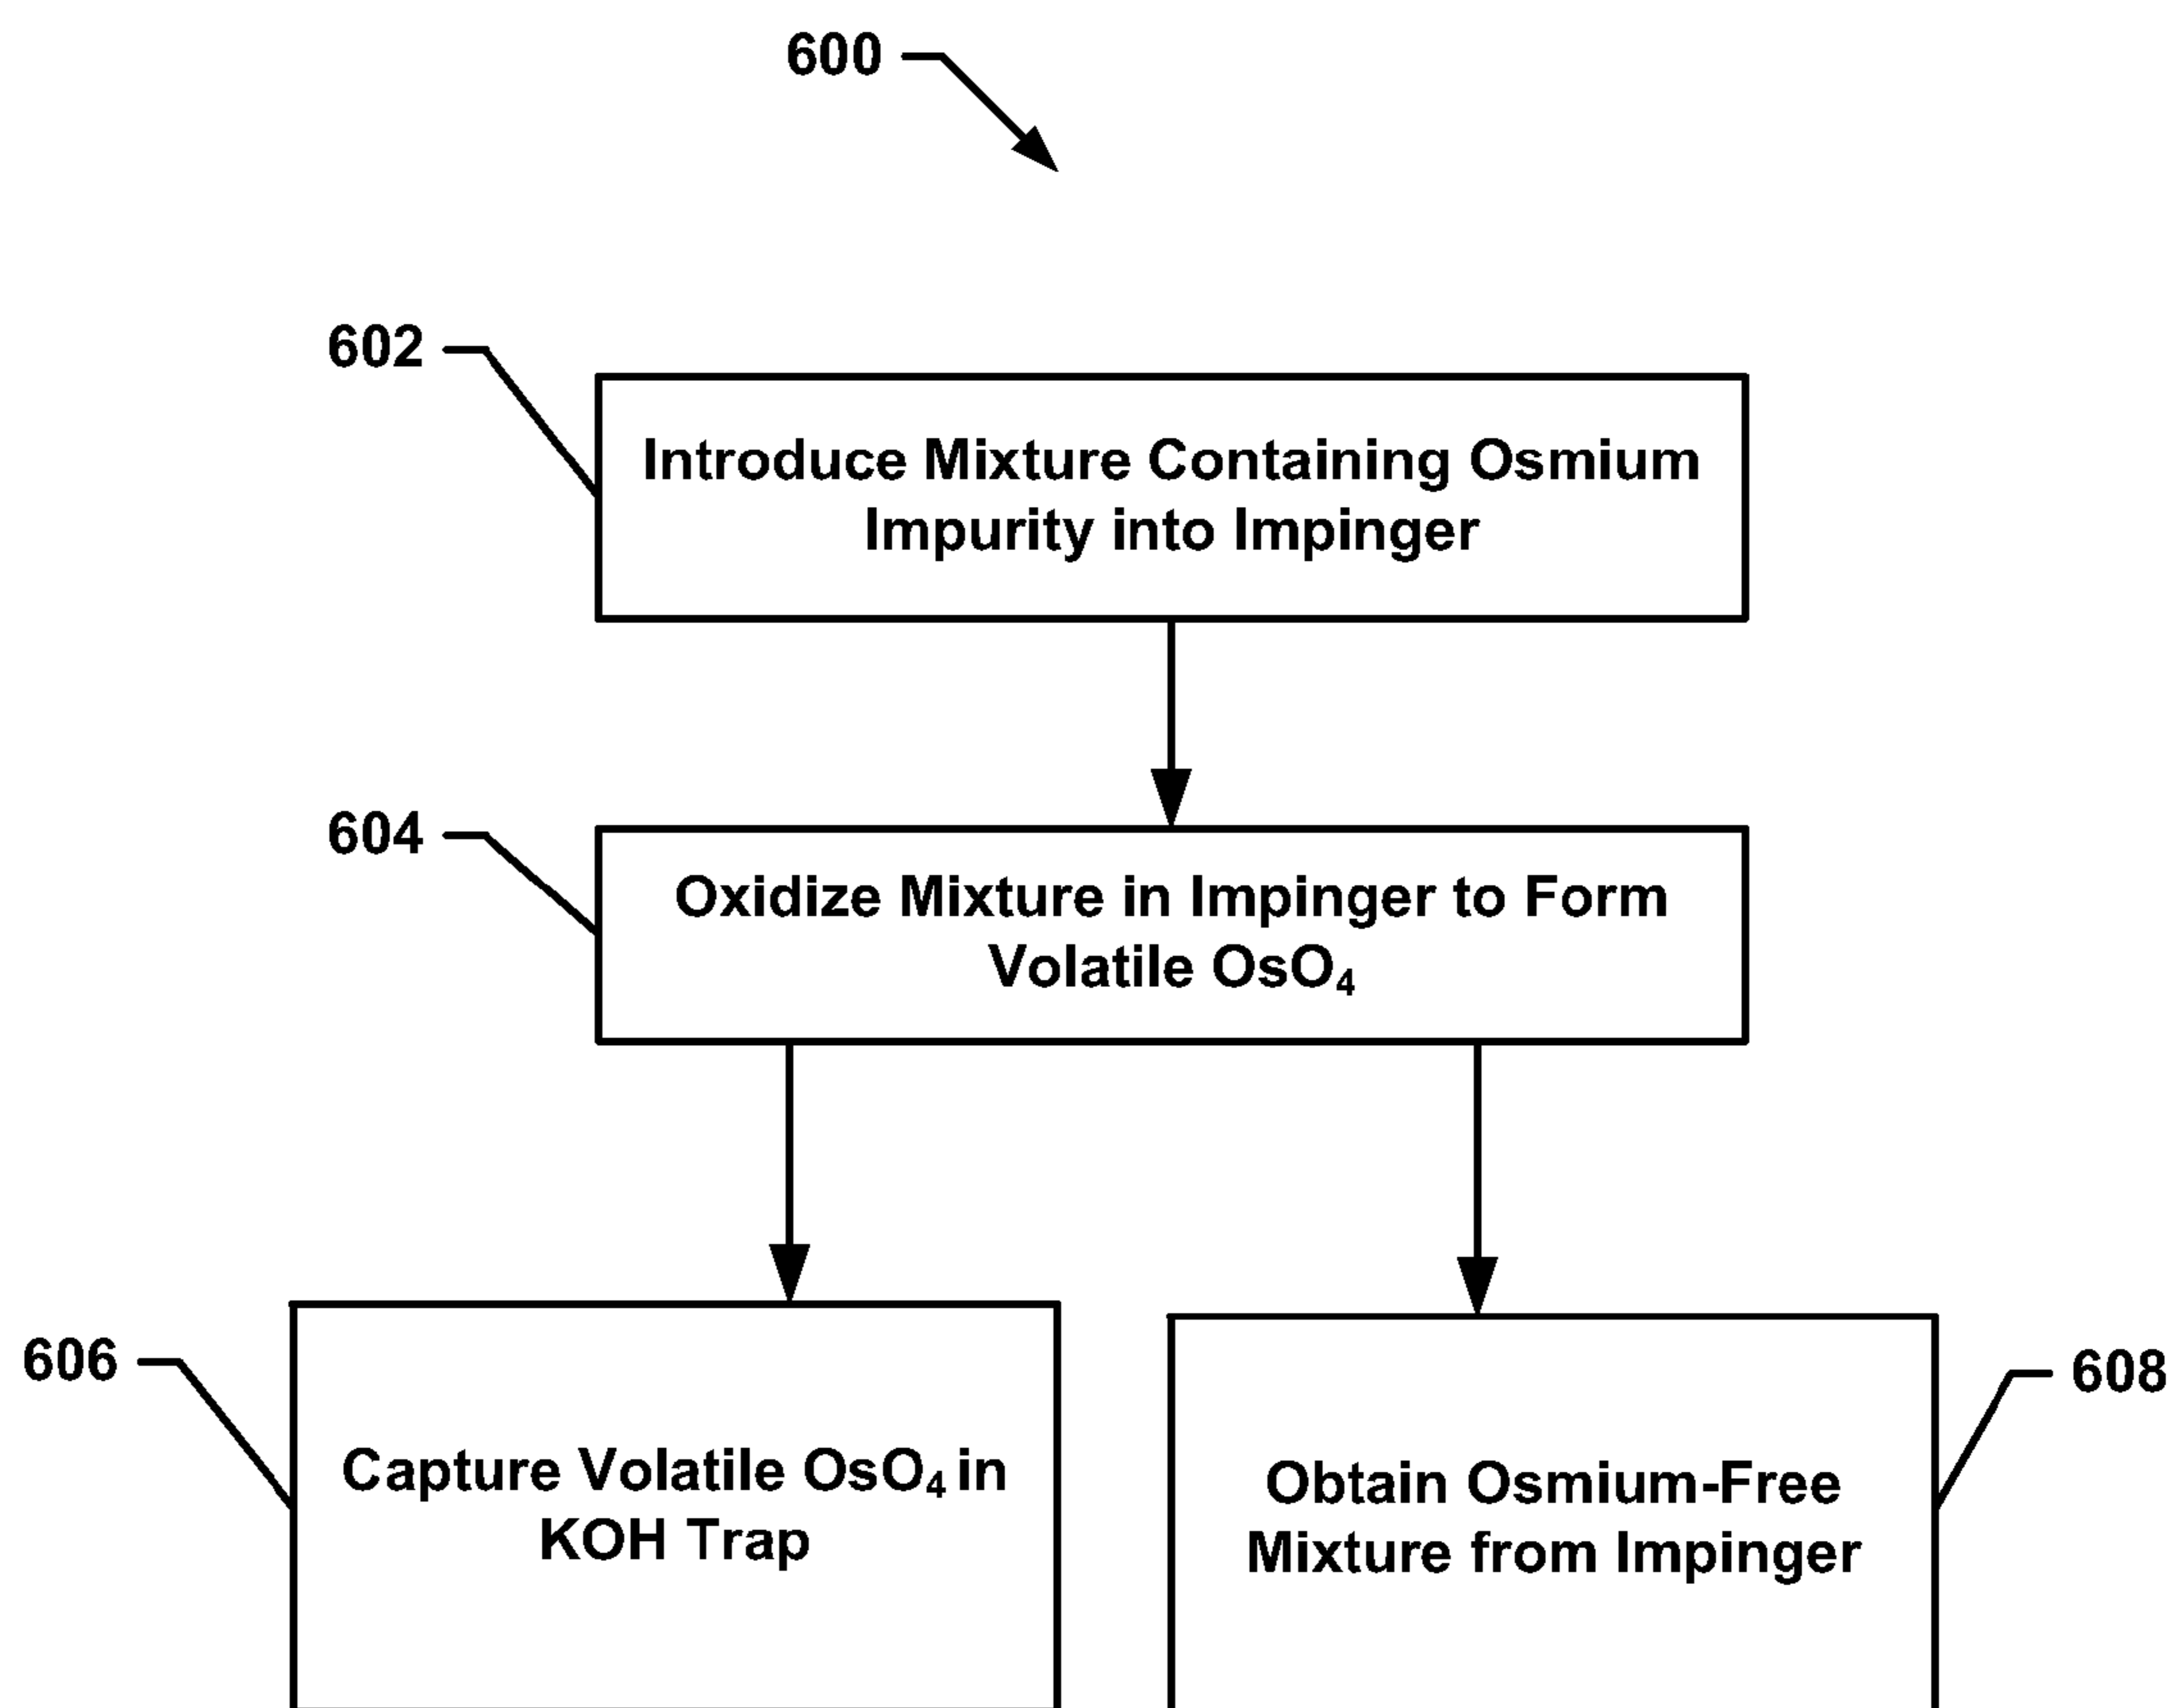 600
602
Introduce Mixture Containing Osmium
Impurity into Impinger
604
Oxidize Mixture in Impinger to Form
Volatile OsO₄
606
Capture Volatile OsO₄ in
KOH Trap
608
Obtain Osmium-Free
Mixture from Impinger